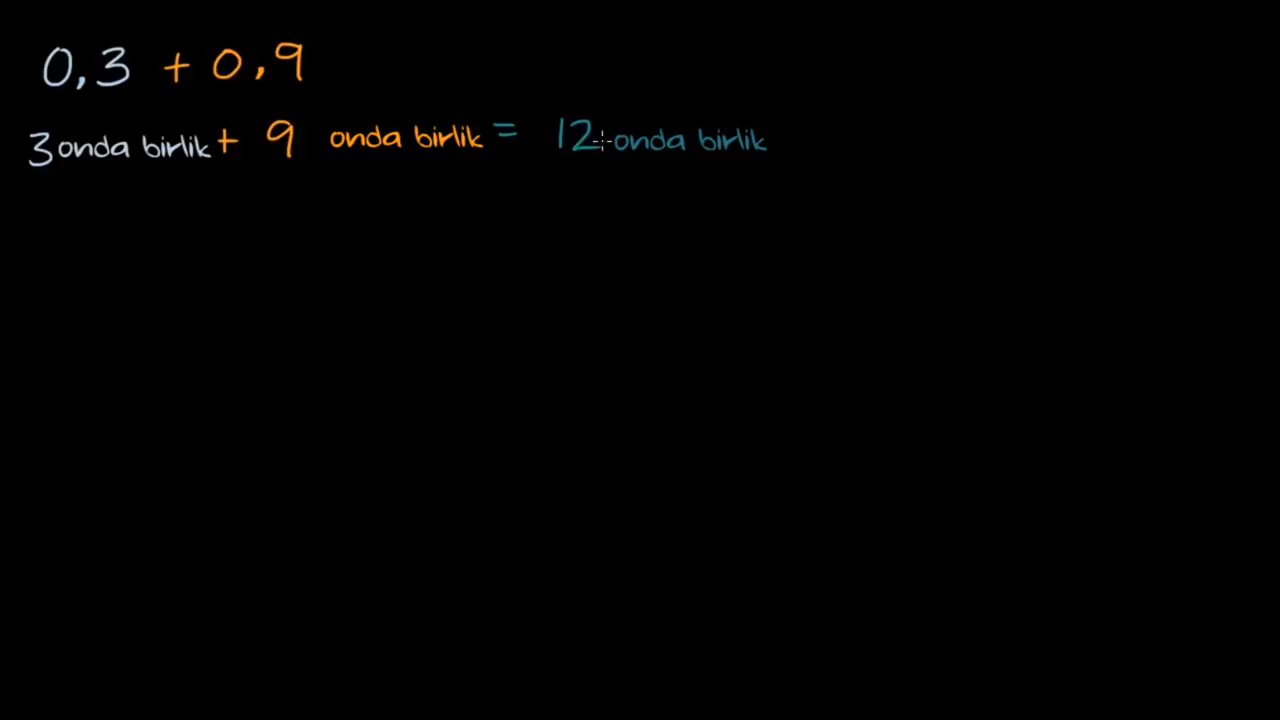 0,3 + 0,9
3 onda birlik + 9 onda birlik = 12 onda birlik